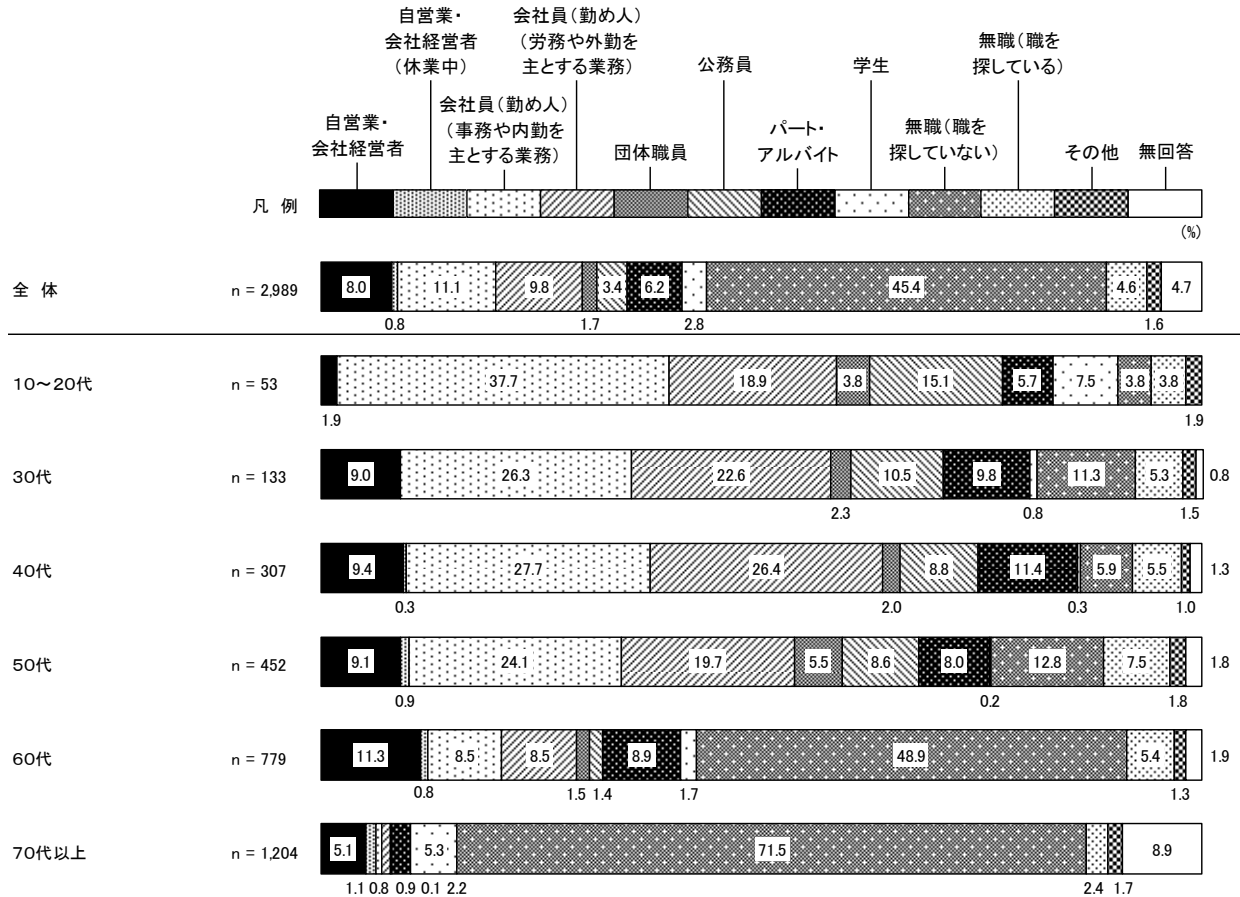 自営業・
会社経営者
(休業中)
会社員(勤め人)
(労務や外勤を
主とする業務)
公務員
学生
無職(職を
探している)
自営業・
会社経営者
会社員(勤め人)
(事務や内勤を
主とする業務)
団体職員
パート・
アルバイト
無職(職を
探していない)
その他
無回答
凡 例
(%)
全 体 n = 2,989 8.0 11.1 9.8 3.4 6.2 45.4 4.6 4.7
0.8 1.7 2.8 1.6
10~20代 n = 53 37.7 18.9 3.8 15.1 5.7 7.5 3.8 3.8
1.9 1.9
30代 n = 133 9.0 26.3 22.6 10.5 9.8 11.3 5.3 0.8
2.3 0.8 1.5
40代 n = 307 9.4 27.7 26.4 8.8 11.4 5.9 5.5 1.3
0.3 2.0 0.3 1.0
50代 n = 452 9.1 24.1 19.7 5.5 8.6 8.0 12.8 7.5 1.8
0.9 0.2 1.8
60代 n = 779 11.3 8.5 8.5 8.9 48.9 5.4 1.9
0.8 1.5 1.4 1.7 1.3
70代以上 n = 1,204 5.1 5.3 71.5 8.9
1.1 0.8 0.9 0.1 2.2 2.4 1.7